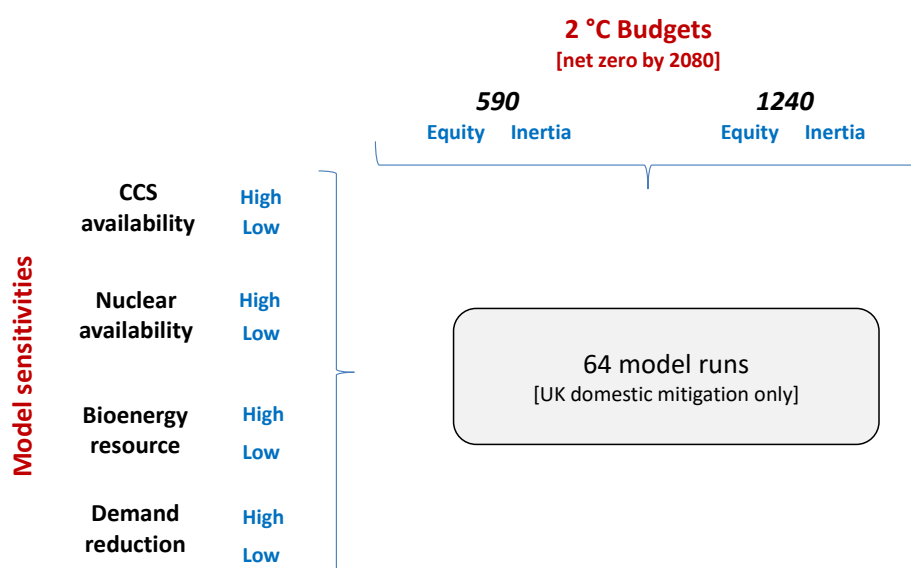 2 °C Budgets
[net zero by 2080]
590
1240
Equity Inertia
Equity Inertia
Model sensitivities
CCS
availability
High
Low
Nuclear
availability
High
Low
64 model runs
[UK domestic mitigation only]
Bioenergy
resource
High
Low
Demand
reduction
High
Low